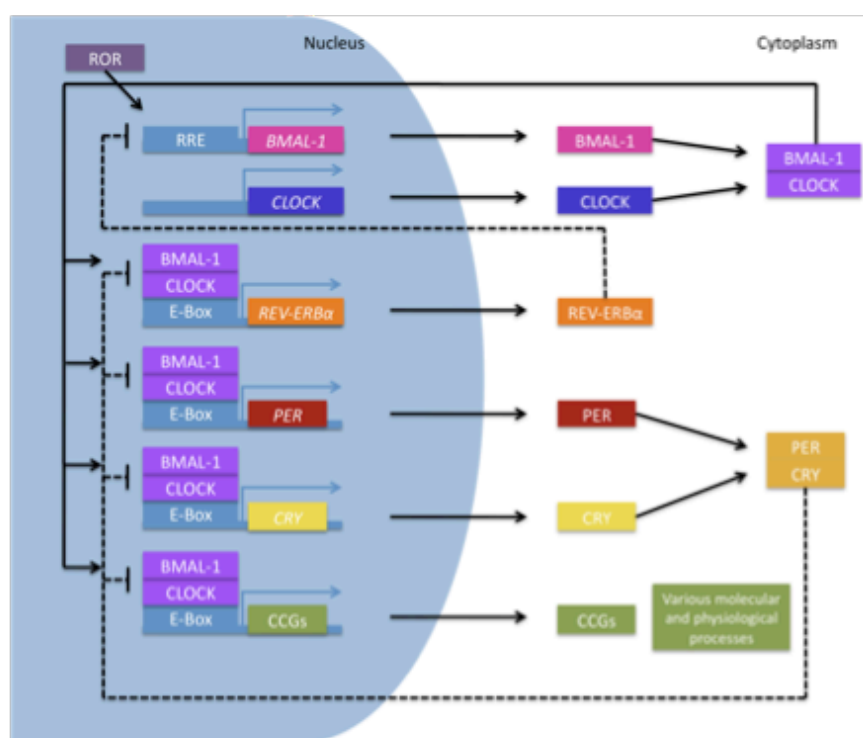 Nucleus
Cytoplasm
ROR
RRE
BMAL-1
BMAL-1
BMAL-1
CLOCK
CLOCK
CLOCK
BMAL-1
CLOCK
E-Box
REV-ERBα
REV-ERBα
BMAL-1
CLOCK
E-Box
PER
PER
PER
CRY
BMAL-1
CLOCK
E-Box
CRY
CRY
BMAL-1
CLOCK
E-Box
CCGs
CCGs
Various molecular
and physiological
processes